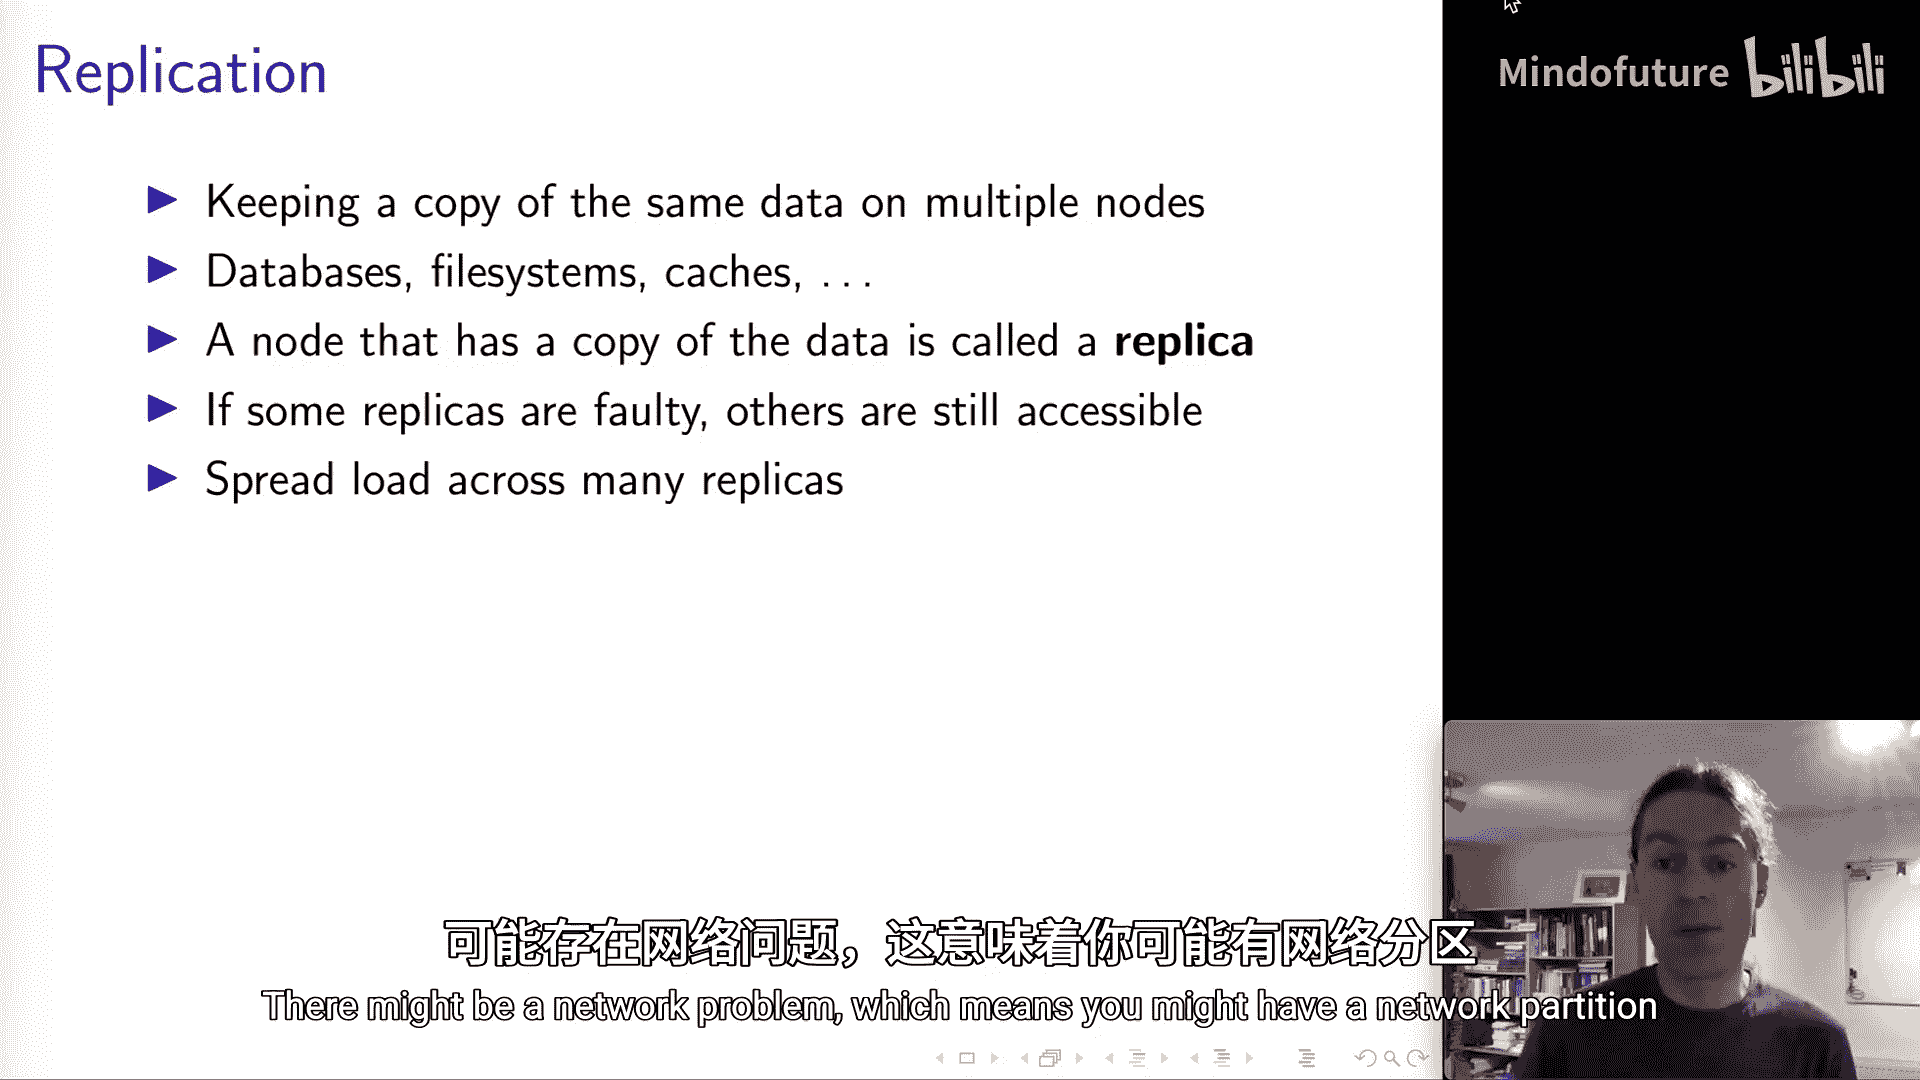 Replication
Mindofuture bilibili
Keeping a copy of the same data on multiple nodes
Databases, filesystems, caches, ...
A node that has a copy of the data is called a replica
If some replicas are faulty, others are still accessible
Spread load across many replicas
可能存在网络问题，这意味着你可能有网络分区
There might be a network problem, which means you might have a network partition